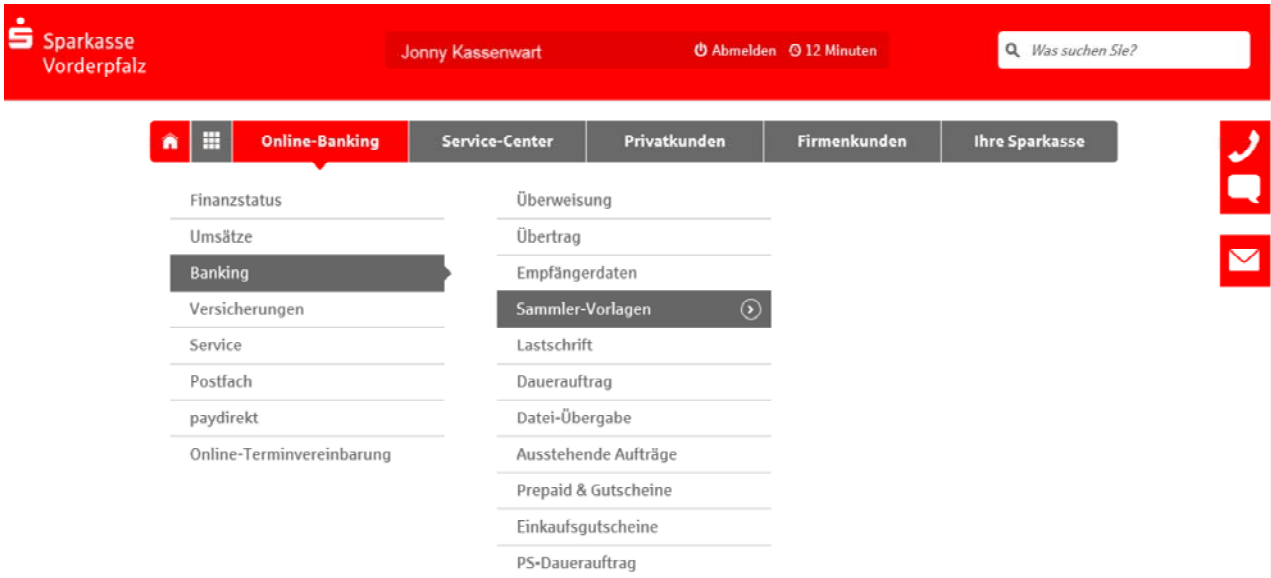 Sparkasse
Vorderpfalz
Jonny Kassenwart
Abmelden 12 Minuten
Was suchen SIe?
Online-Banking
Service-Center
Privatkunden
Firmenkunden
Ihre Sparkasse
Finanzstatus
Umsätze
Banking
Versicherungen
Service
Postfach
paydirekt
Online-Terminvereinbarung
Überweisung
Übertrag
Empfängerdaten
Sammler-Vorlagen
Lastschrift
Dauerauftrag
Datei-Übergabe
Ausstehende Aufträge
Prepaid & Gutscheine
Einkaufsgutscheine
PS-Dauerauftrag